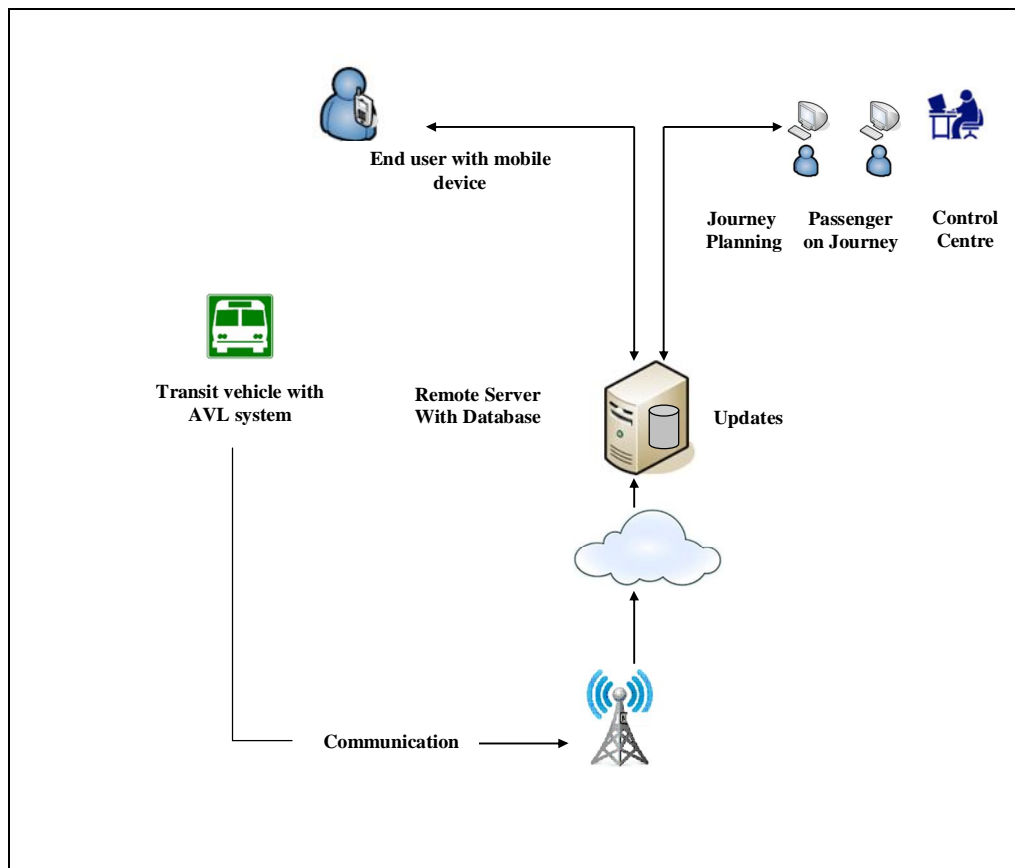 End user with mobile
device
Journey
Planning
Passenger
on Journey
Control
Centre
Transit vehicle with
AVL system
Remote Server
With Database
Updates
Communication